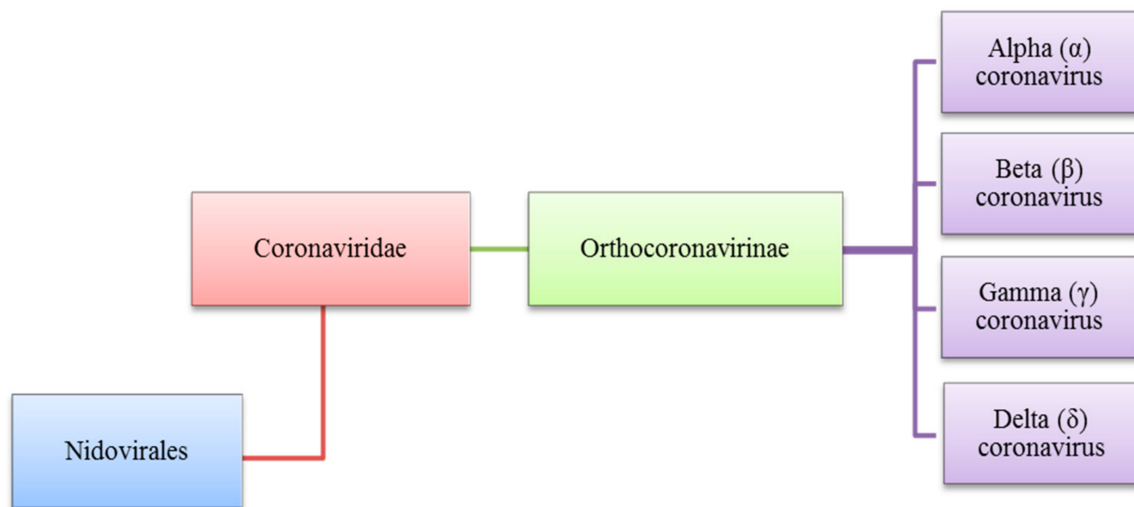 Nidovirales
Coronaviridae
Orthocoronavirinae
Alpha (α)
coronavirus
Beta (β)
coronavirus
Gamma (γ)
coronavirus
Delta (δ)
coronavirus